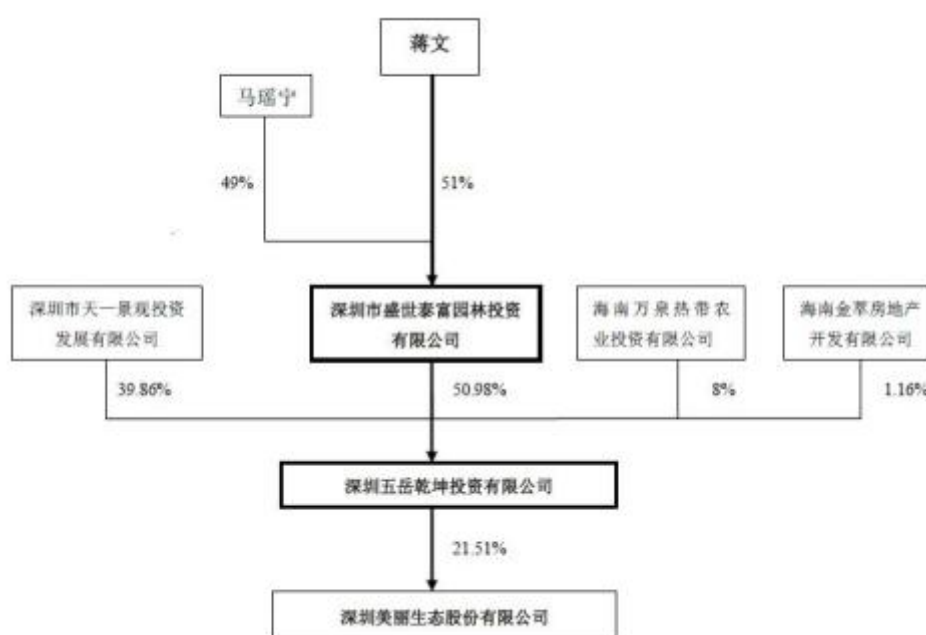 蒋文
马瑶宁
49%
51%
深圳市天一景观投资
发展有限公司
深圳市盛世泰富园林投资
有限公司
海南万泉热带农
业投资有限公司
海南金萃房地产
开发有限公司
39.86%
50.98%
8%
1.16%
深圳五岳乾坤投资有限公司
21.51%
深圳美丽生态股份有限公司